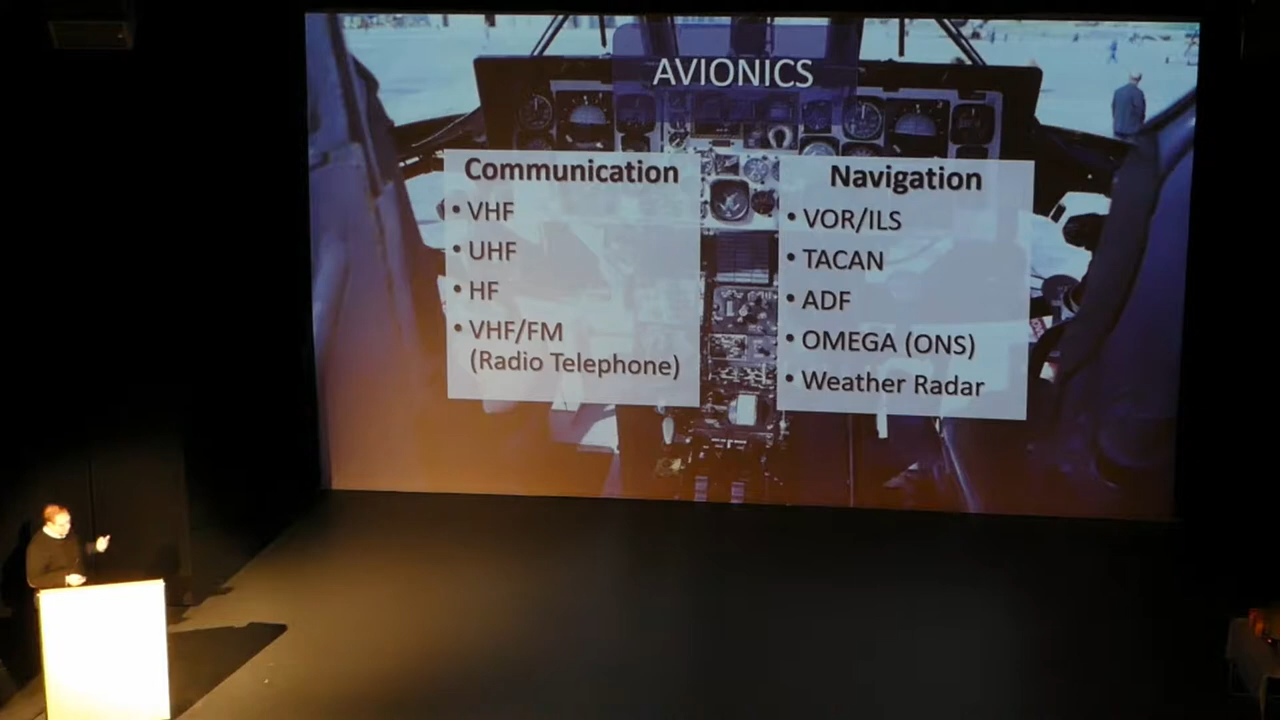 AVIONICS
Communication
• VHF
• UHF
• HF
• VHF/FM
(Radio Telephone)
Navigation
• VOR/ILS
• TACAN
• ADF
• OMEGA (ONS)
• Weather Radar